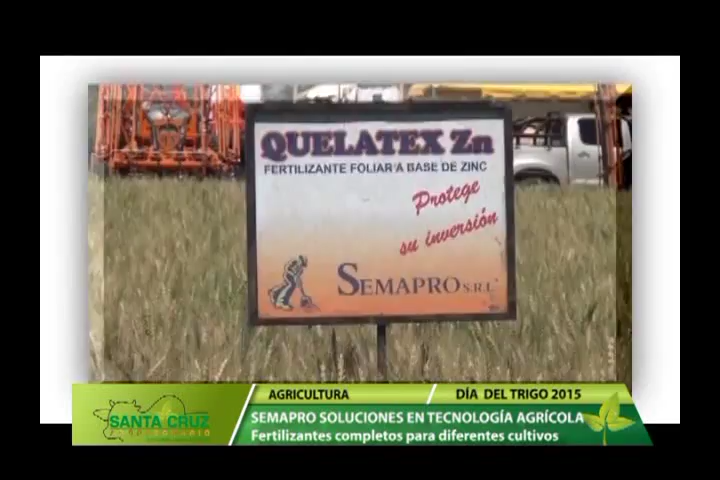 QUELATEX Zn
FERTILIZANTE FOLIAR A BASE DE ZINC
Protege
su inversión
SEMAPRO S.R.L.
AGRICULTURA
DÍA DEL TRIGO 2015
SANTA CRUZ
SEMAPRO SOLUCIONES EN TECNOLOGÍA AGRÍCOLA
Fertilizantes completos para diferentes cultivos